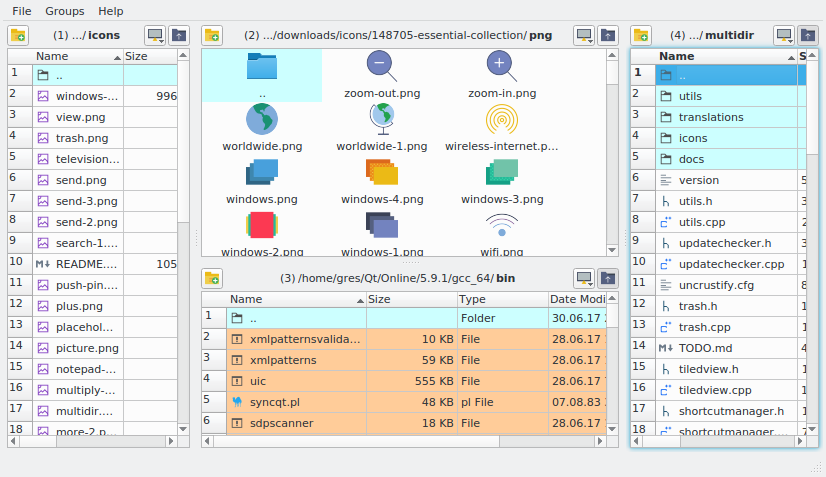 File Groups Help
(1) .../ icons
Name Size
1 ..
2 windows-... 996
3 view.png
4 trash.png
5 television...
6 send.png
7 send-3.png
8 send-2.png
9 search-1....
10 README.... 105
11 push-pin....
12 plus.png
13 placehol...
14 picture.png
15 notepad-...
16 multiply-...
17 multidir....
18 more-2.p...
(2) .../downloads/icons/148705-essential-collection/ png
.. zoom-out.png zoom-in.png
worldwide.png worldwide-1.png wireless-internet.p...
windows.png windows-4.png windows-3.png
windows-2.png windows-1.png wifi.png
(3) /home/gres/Qt/Online/5.9.1/gcc_64/ bin
Name Size Type Date Modi
1 .. Folder 30.06.17
2 xmlpatternsvalida... 10 KB File 28.06.17
3 xmlpatterns 59 KB File 28.06.17
4 uic 555 KB File 28.06.17
5 syncqt.pl 48 KB pl File 07.08.83
6 sdpscanner 18 KB File 28.06.17
(4) .../ multidir
Name S
1 ..
2 utils
3 translations
4 icons
5 docs
6 version 5
7 utils.h 3
8 utils.cpp 2
9 updatechecker.h 3
10 updatechecker.cpp 1
11 uncrustify.cfg 8
12 trash.h
13 trash.cpp 1
14 TODO.md 4
15 tiledview.h
16 tiledview.cpp 1
17 shortcutmanager.h
18 shortcutmanager....